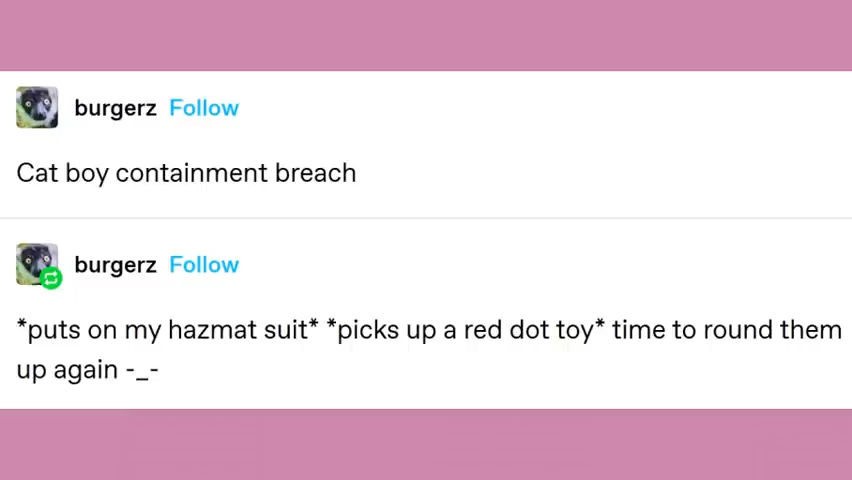 burgerz Follow
Cat boy containment breach
burgerz Follow
*puts on my hazmat suit* *picks up a red dot toy* time to round them
up again -_-